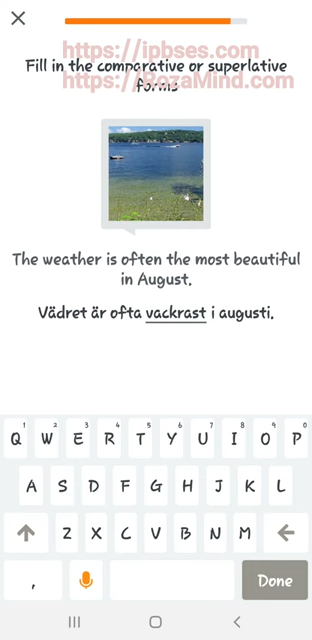 https://ipbses.com
Fill in the comparative or superlative
https://RozaMind.com
forms
The weather is often the most beautiful
in August.
Vädret är ofta vackrast i augusti.
1 2 3 4 5 6 7 8 9 0
Q W E R T Y U I O P
A S D F G H J K L
Z X C V B N M
, Done